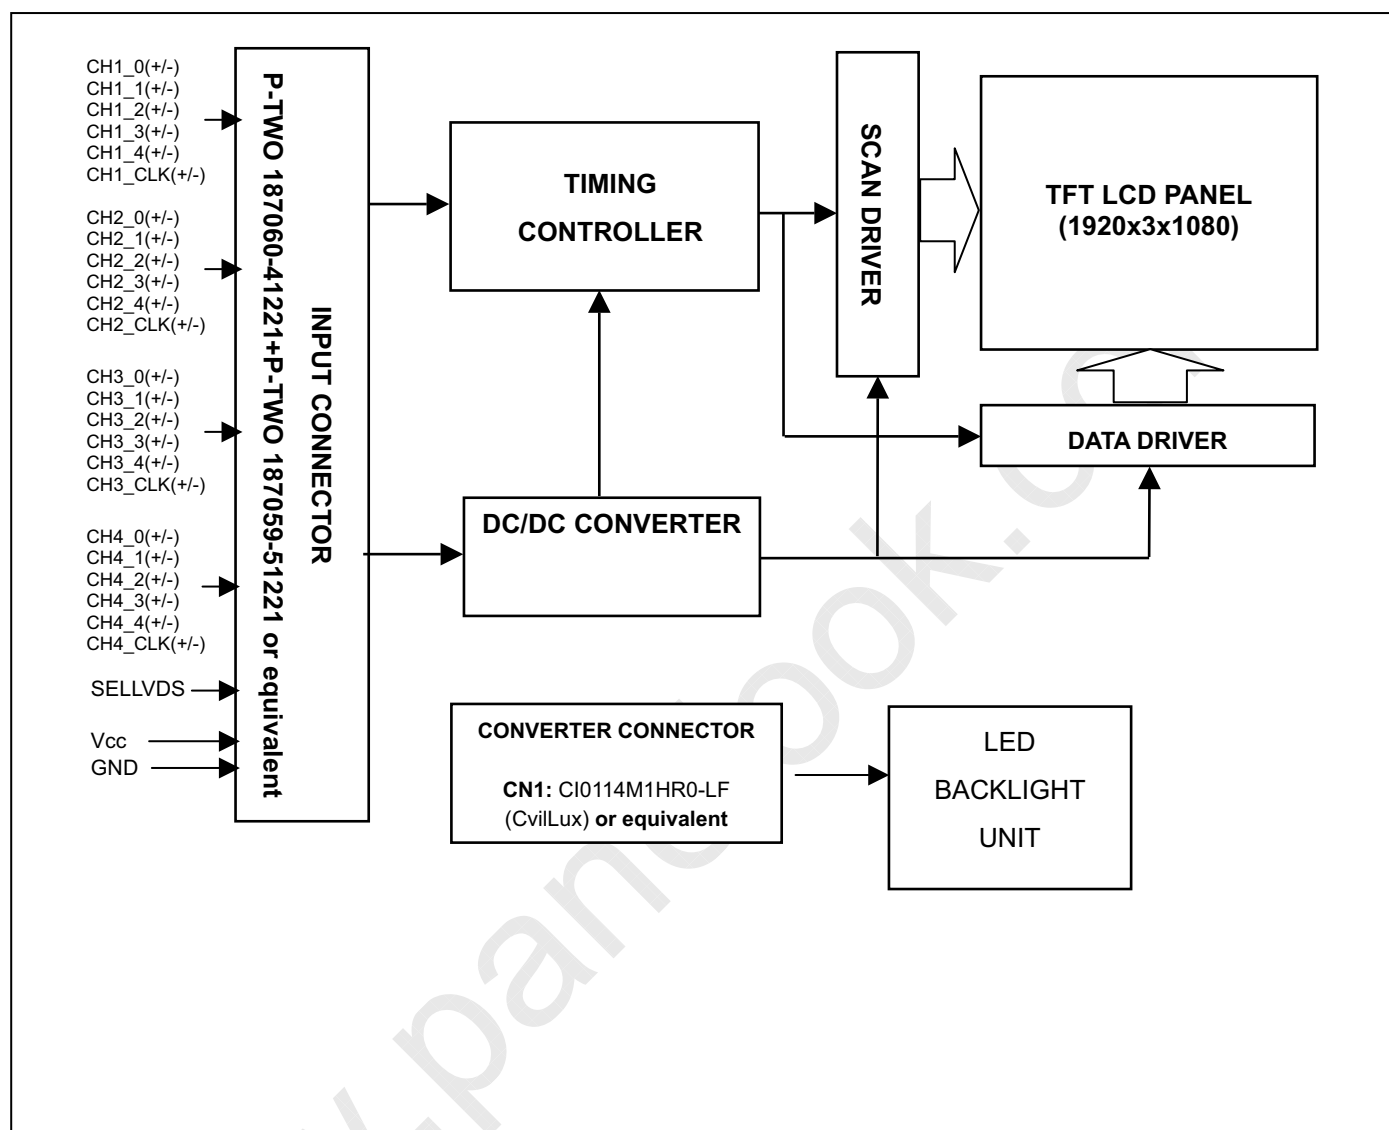 CH1_0(+/-)
CH1_1(+/-)
CH1_2(+/-)
CH1_3(+/-)
CH1_4(+/-)
CH1_CLK(+/-)
CH2_0(+/-)
CH2_1(+/-)
CH2_2(+/-)
CH2_3(+/-)
CH2_4(+/-)
CH2_CLK(+/-)
CH3_0(+/-)
CH3_1(+/-)
CH3_2(+/-)
CH3_3(+/-)
CH3_4(+/-)
CH3_CLK(+/-)
CH4_0(+/-)
CH4_1(+/-)
CH4_2(+/-)
CH4_3(+/-)
CH4_4(+/-)
CH4_CLK(+/-)
SELLVDS
Vcc
GND
INPUT CONNECTOR
P-TWO 187060-41221+P-TWO 187059-51221 or equivalent
TIMING
CONTROLLER
SCAN DRIVER
TFT LCD PANEL
(1920x3x1080)
DATA DRIVER
DC/DC CONVERTER
CONVERTER CONNECTOR
CN1: CI0114M1HR0-LF
(CvilLux) or equivalent
LED
BACKLIGHT
UNIT